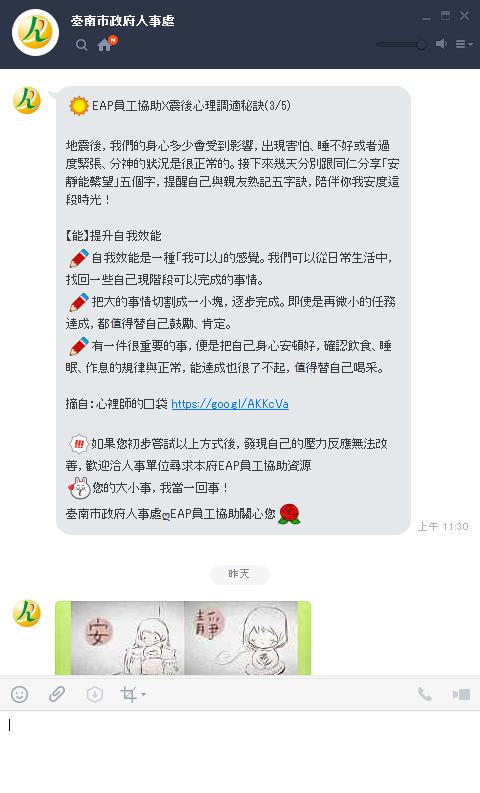 臺南市政府人事處
N
EAP員工協助X震後心理調適秘訣(3/5)
地震後，我們的身心多少會受到影響，出現害怕、睡不好或者過
度緊張、分神的狀況是很正常的。接下來幾天分別跟同仁分享「安
靜能繫望」五個字，提醒自己與親友熟記五字訣，陪伴你我安度這
段時光！
【能】提升自我效能
自我效能是一種「我可以」的感覺。我們可以從日常生活中，
找回一些自己現階段可以完成的事情。
把大的事情切割成一小塊，逐步完成。即使是再微小的任務
達成，都值得替自己鼓勵、肯定。
有一件很重要的事，便是把自己身心安頓好，確認飲食、睡
眠、作息的規律與正常，能達成也很了不起，值得替自己喝采。
摘自：心裡師的口袋 https://goo.gl/AKKcVa
!!!如果您初步嘗試以上方式後，發現自己的壓力反應無法改
善，歡迎洽人事單位尋求本府EAP員工協助資源
您的大小事，我當一回事！
臺南市政府人事處ღEAP員工協助關心您
上午 11:30
昨天
安 靜